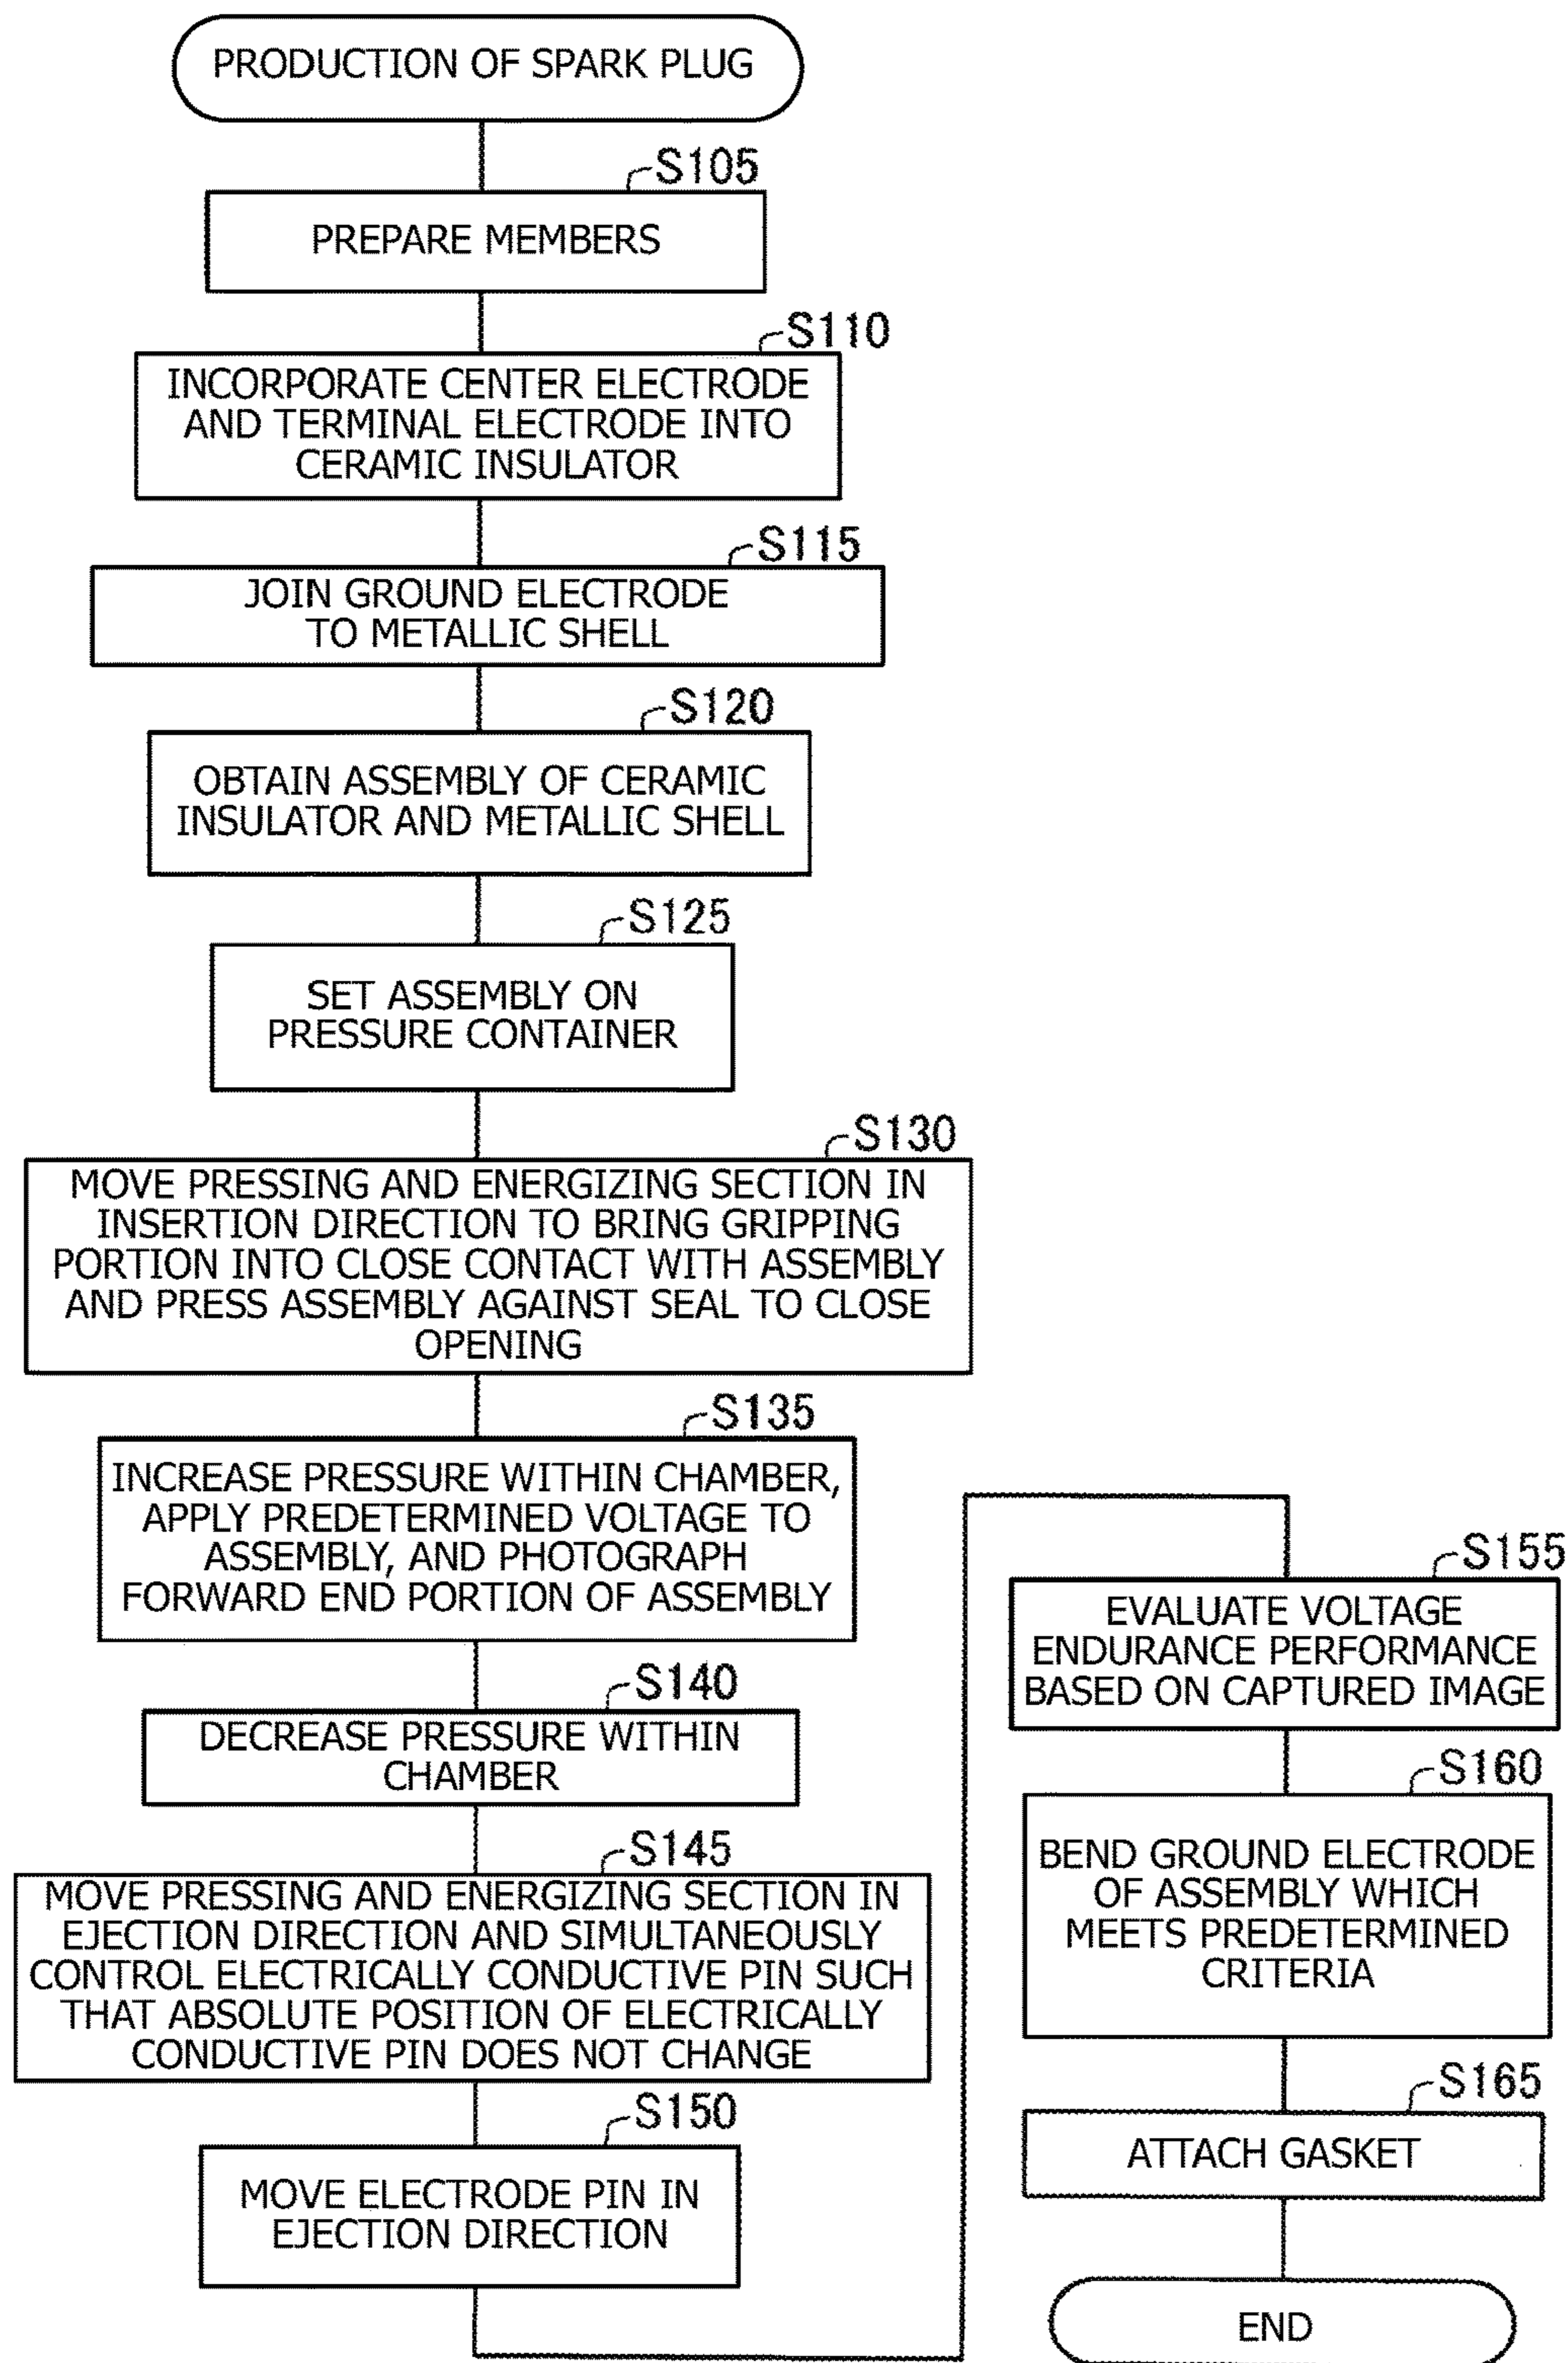 PRODUCTION OF SPARK PLUG
S105
PREPARE MEMBERS
S110
INCORPORATE CENTER ELECTRODE
AND TERMINAL ELECTRODE INTO
CERAMIC INSULATOR
S115
JOIN GROUND ELECTRODE
TO METALLIC SHELL
S120
OBTAIN ASSEMBLY OF CERAMIC
INSULATOR AND METALLIC SHELL
S125
SET ASSEMBLY ON
PRESSURE CONTAINER
S130
MOVE PRESSING AND ENERGIZING SECTION IN
INSERTION DIRECTION TO BRING GRIPPING
PORTION INTO CLOSE CONTACT WITH ASSEMBLY
AND PRESS ASSEMBLY AGAINST SEAL TO CLOSE
OPENING
S135
INCREASE PRESSURE WITHIN CHAMBER,
APPLY PREDETERMINED VOLTAGE TO
ASSEMBLY, AND PHOTOGRAPH
FORWARD END PORTION OF ASSEMBLY
S140
DECREASE PRESSURE WITHIN
CHAMBER
S145
MOVE PRESSING AND ENERGIZING SECTION IN
EJECTION DIRECTION AND SIMULTANEOUSLY
CONTROL ELECTRICALLY CONDUCTIVE PIN SUCH
THAT ABSOLUTE POSITION OF ELECTRICALLY
CONDUCTIVE PIN DOES NOT CHANGE
S150
MOVE ELECTRODE PIN IN
EJECTION DIRECTION
S155
EVALUATE VOLTAGE
ENDURANCE PERFORMANCE
BASED ON CAPTURED IMAGE
S160
BEND GROUND ELECTRODE
OF ASSEMBLY WHICH
MEETS PREDETERMINED
CRITERIA
S165
ATTACH GASKET
END